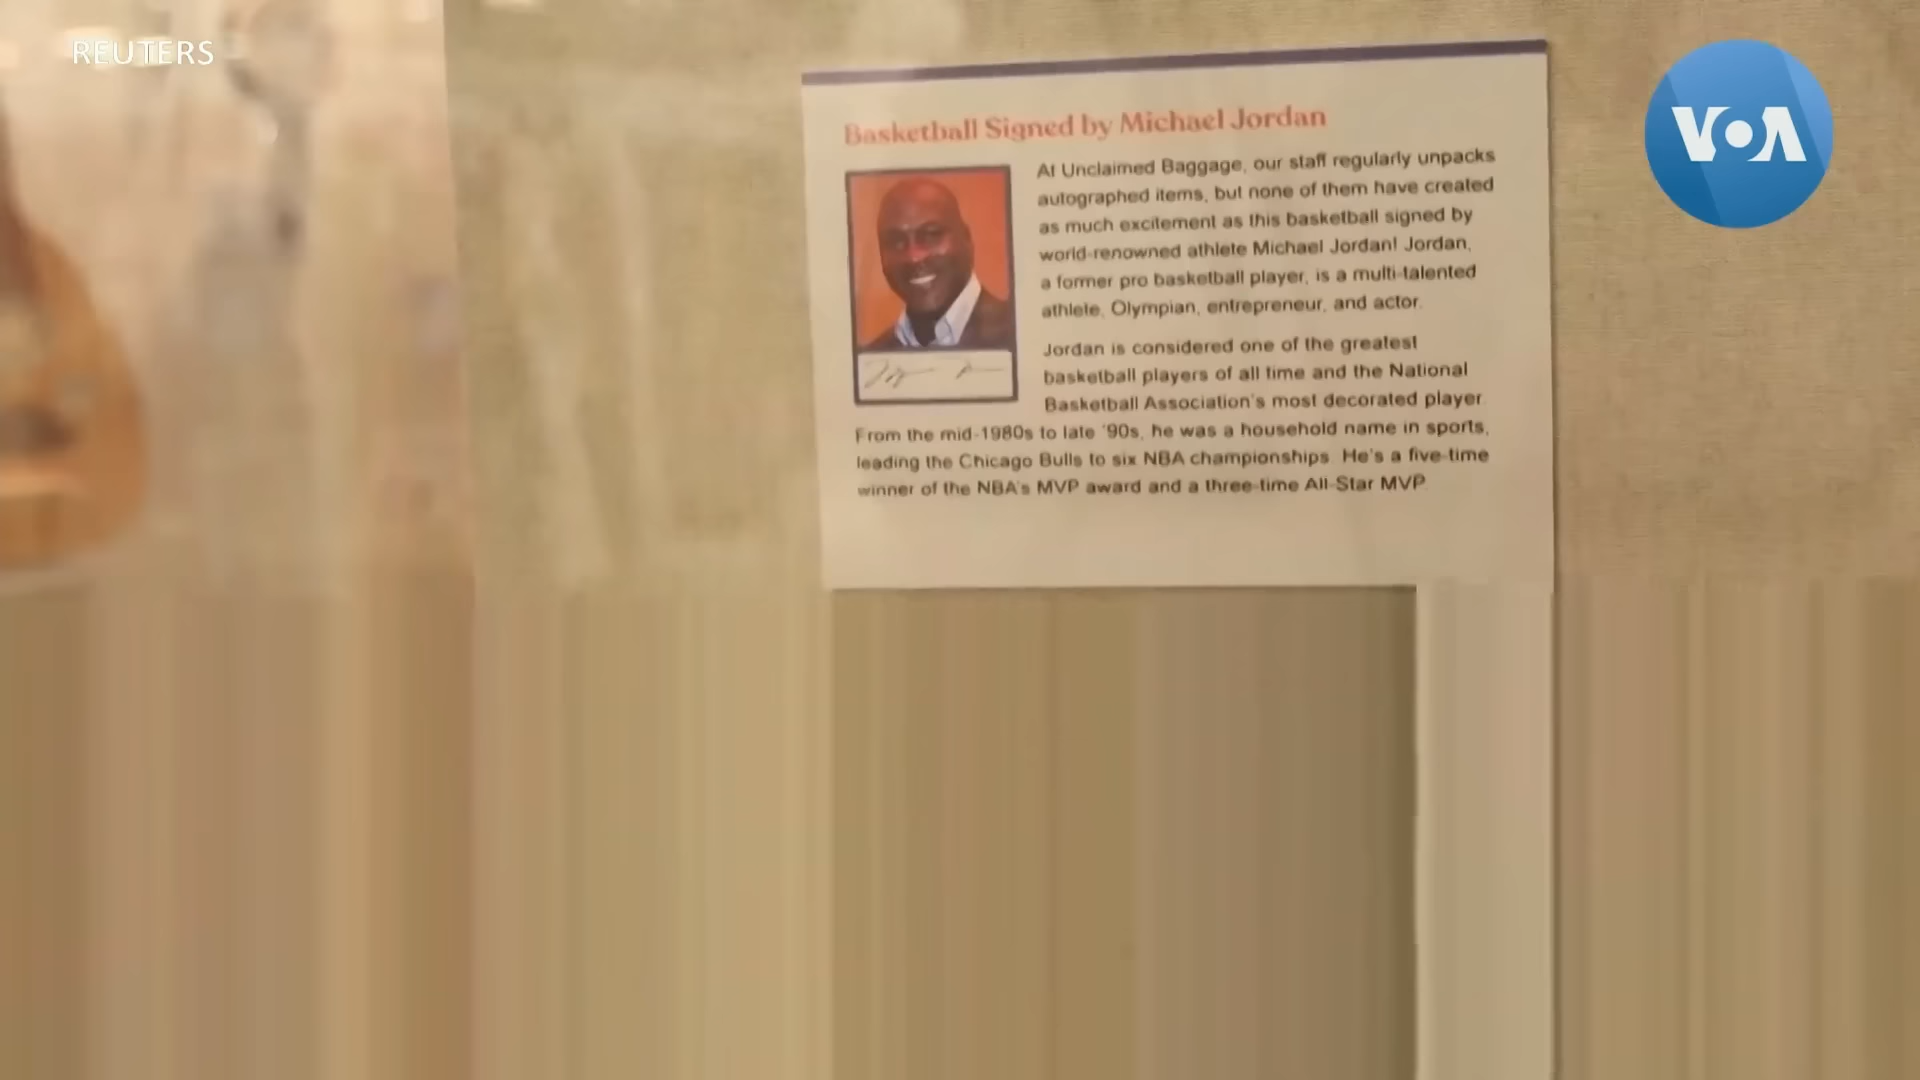 REUTERS
VOA
Basketball Signed by Michael Jordan
At Unclaimed Baggage, our staff regularly unpacks
autographed items, but none of them have created
as much excitement as this basketball signed by
world-renowned athlete Michael Jordan! Jordan,
a former pro basketball player, is a multi-talented
athlete, Olympian, entrepreneur, and actor.
Jordan is considered one of the greatest
basketball players of all time and the National
Basketball Association's most decorated player.
From the mid-1980s to late '90s, he was a household name in sports,
leading the Chicago Bulls to six NBA championships. He's a five-time
winner of the NBA's MVP award and a three-time All-Star MVP.